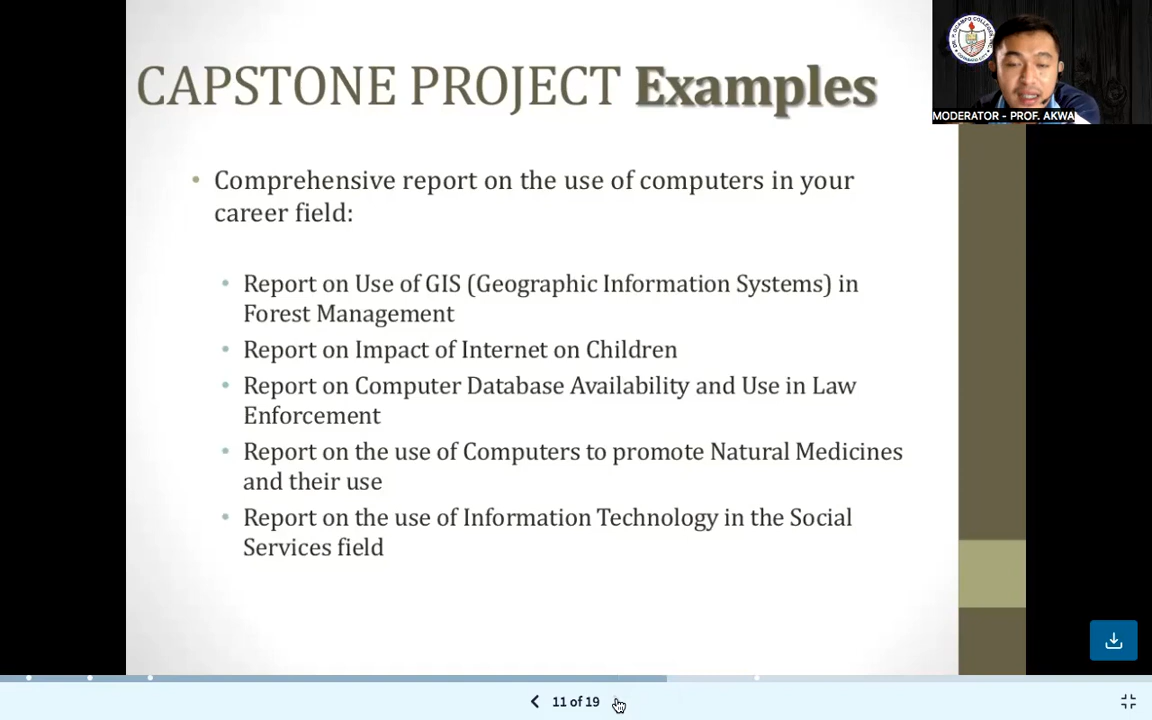 CAPSTONE PROJECT Examples
MODERATOR - PROF. AKWA
• Comprehensive report on the use of computers in your
career field:
• Report on Use of GIS (Geographic Information Systems) in
Forest Management
• Report on Impact of Internet on Children
• Report on Computer Database Availability and Use in Law
Enforcement
• Report on the use of Computers to promote Natural Medicines
and their use
• Report on the use of Information Technology in the Social
Services field
11 of 19